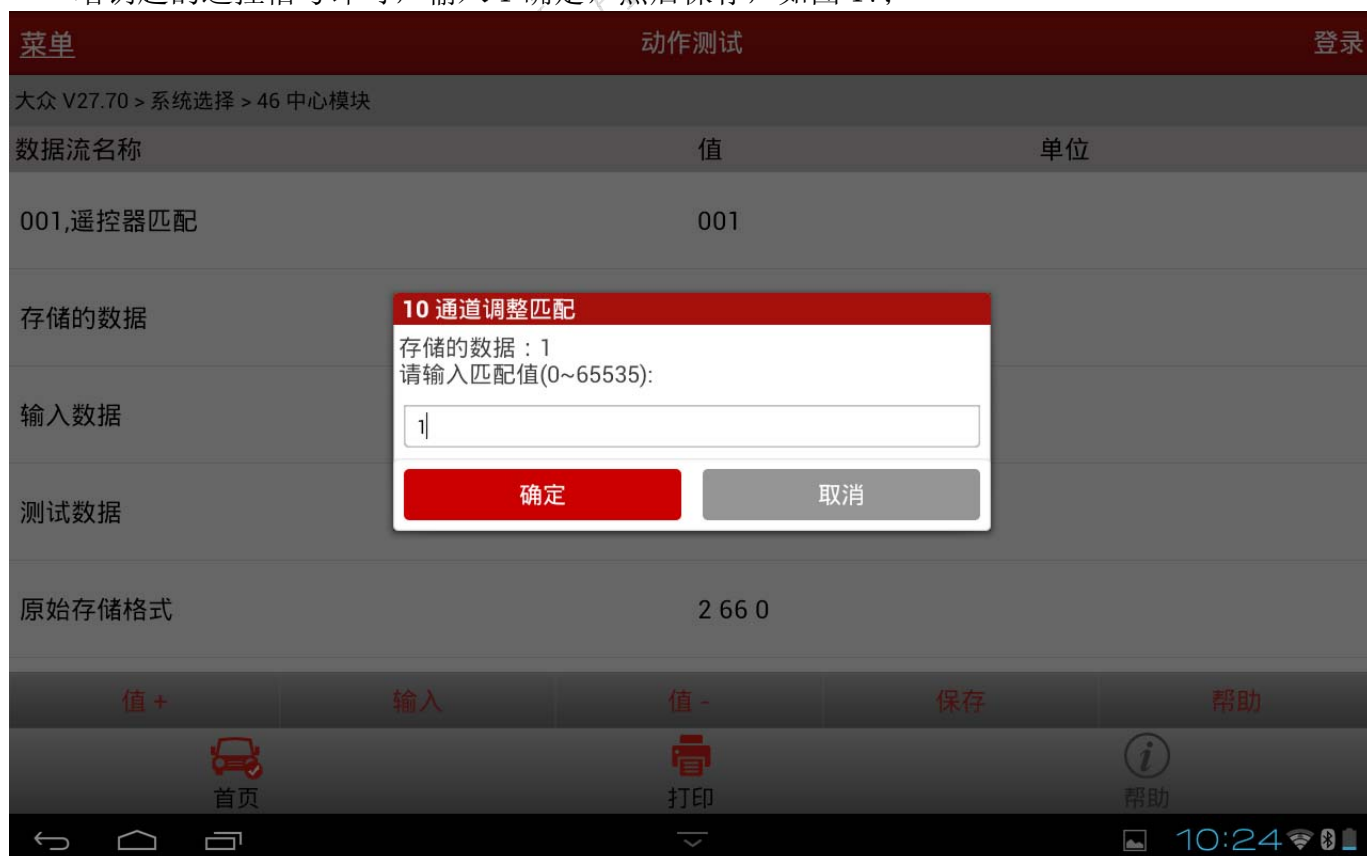 菜单
动作测试
登录
大众 V27.70 > 系统选择 > 46 中心模块
数据流名称 值 单位
001,遥控器匹配 001
存储的数据
10 通道调整匹配
存储的数据：1
请输入匹配值(0~65535):
输入数据
1
确定 取消
测试数据
原始存储格式 2 66 0
值 + 输入 值 - 保存 帮助
首页 打印 帮助
10:24